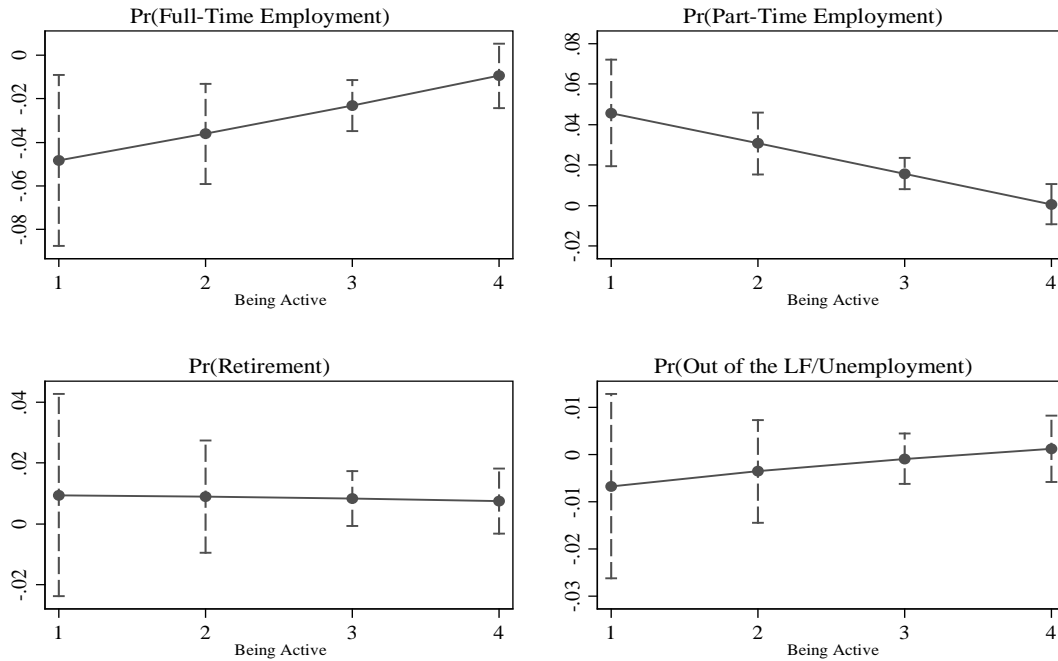 Pr(Full-Time Employment)
0
-.02
-.04
-.06
-.08
1 2 3 4
Being Active
Pr(Part-Time Employment)
.08
.06
.04
.02
0
-.02
1 2 3 4
Being Active
Pr(Retirement)
.04
.02
0
-.02
1 2 3 4
Being Active
Pr(Out of the LF/Unemployment)
.01
0
-.01
-.02
-.03
1 2 3 4
Being Active